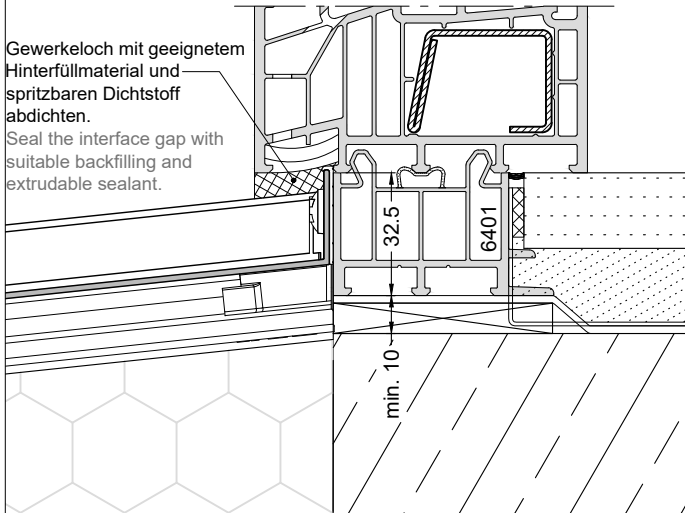 Gewerkeloch mit geeignetem
Hinterfüllmaterial und
spritzbaren Dichtstoff
abdichten.
Seal the interface gap with
suitable backfilling and
extrudable sealant.
32.5
6401
min. 10